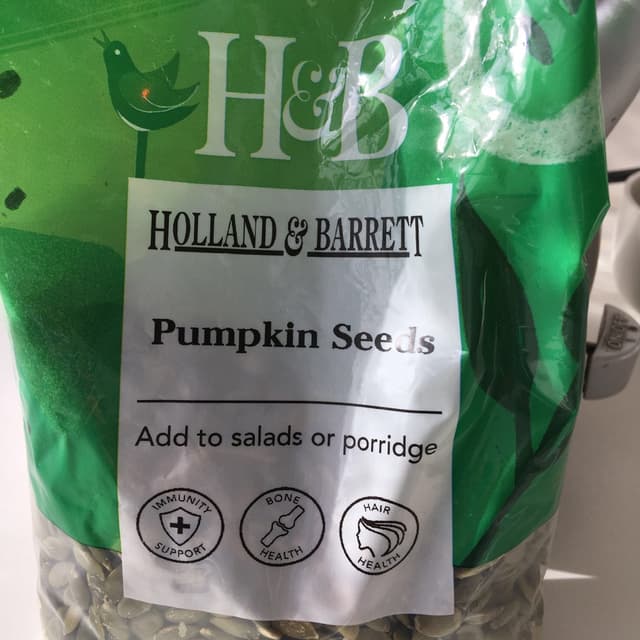 H&B
HOLLAND & BARRETT
Pumpkin Seeds
Add to salads or porridge
IMMUNITY
SUPPORT
BONE
HEALTH
HAIR
HEALTH